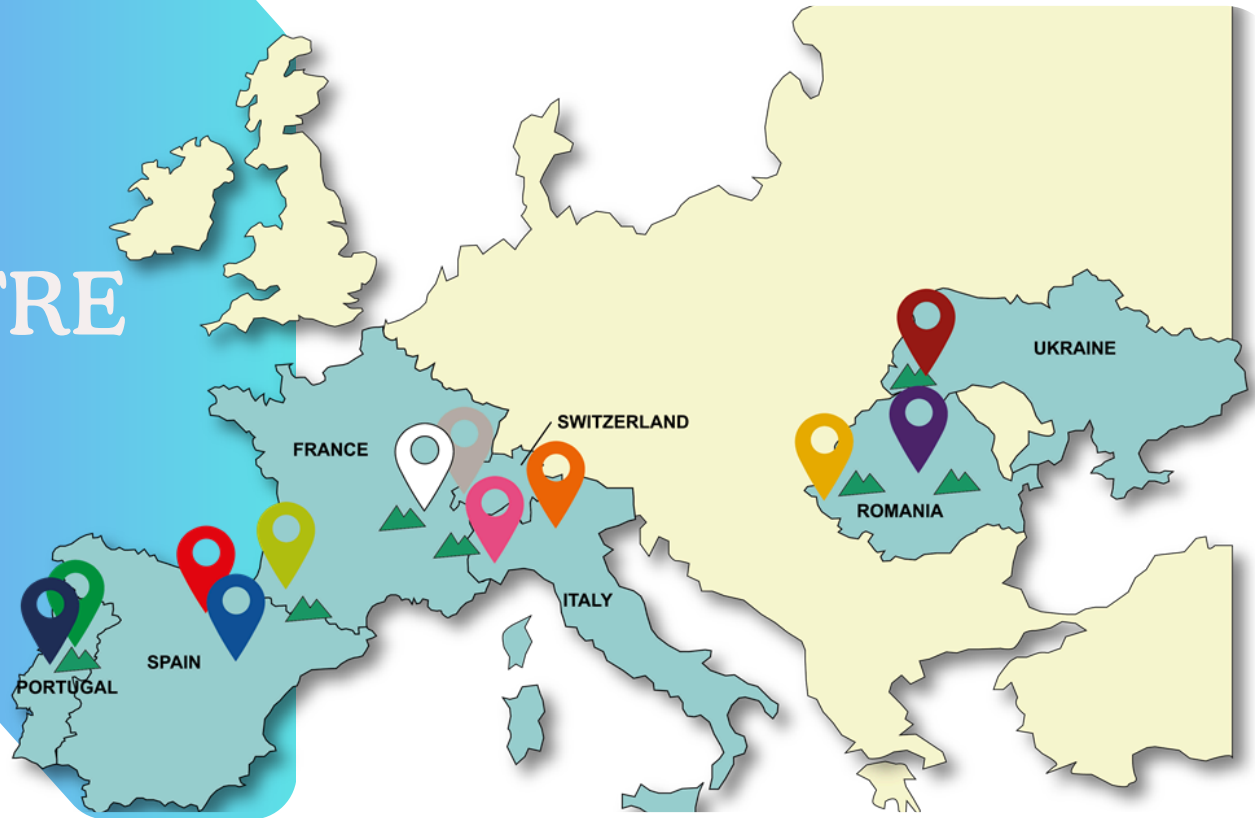 TRE
UKRAINE
SWITZERLAND
FRANCE
ROMANIA
ITALY
SPAIN
PORTUGAL